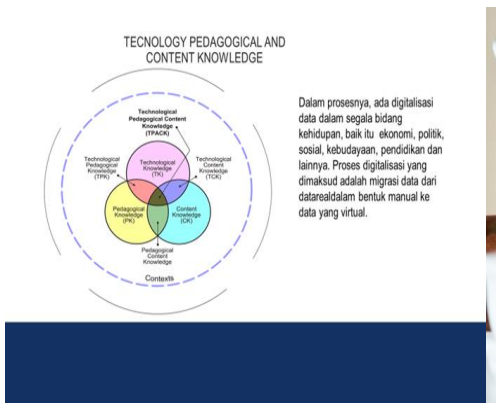 TECNOLOGY PEDAGOGICAL AND
CONTENT KNOWLEDGE
Technological
Pedagogical Content
Knowledge
(TPACK)
Technological
Pedagogical
Knowledge
(TPK)
Technological
Knowledge
(TK)
Technological
Content
Knowledge
(TCK)
Pedagogical
Knowledge
(PK)
Content
Knowledge
(CK)
Pedagogical
Content
Knowledge
Contexts
Dalam prosesnya, ada digitalisasi
data dalam segala bidang
kehidupan, baik itu ekonomi, politik,
sosial, kebudayaan, pendidikan dan
lainnya. Proses digitalisasi yang
dimaksud adalah migrasi data dari
datarealdalam bentuk manual ke
data yang virtual.